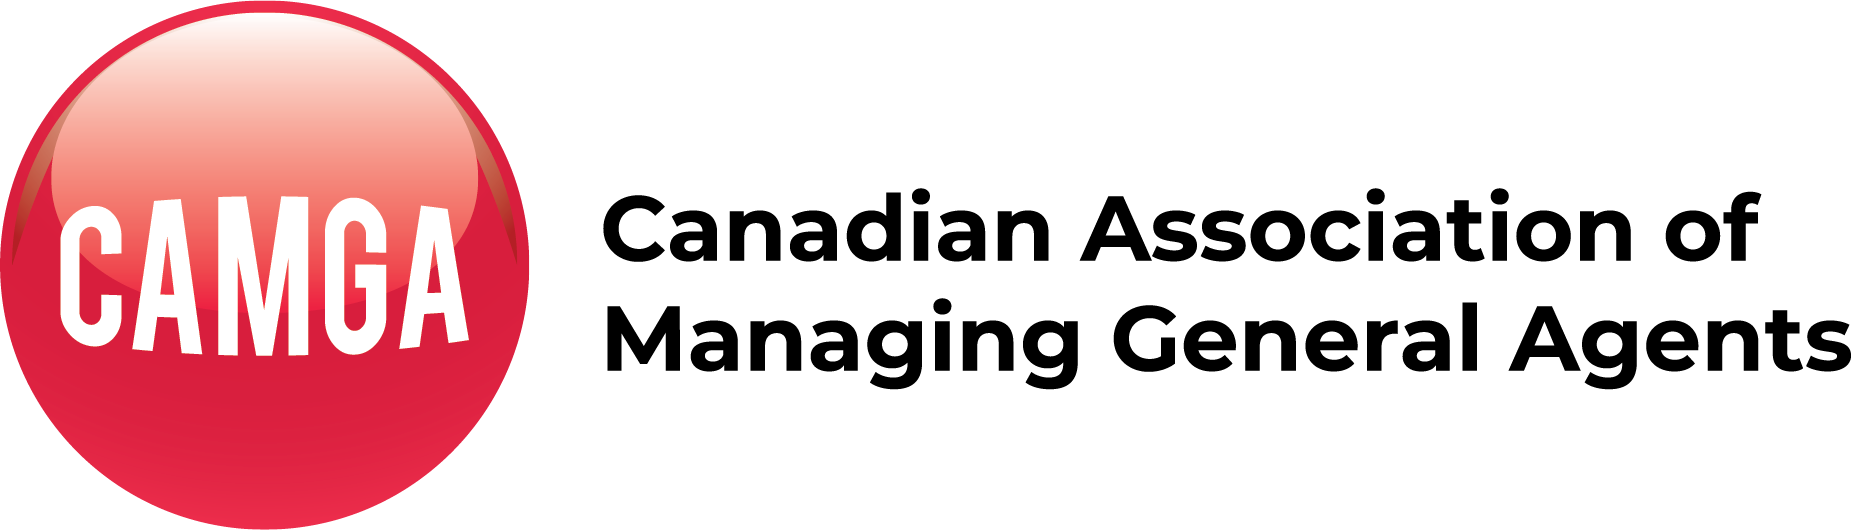 CAMGA
Canadian Association of
Managing General Agents